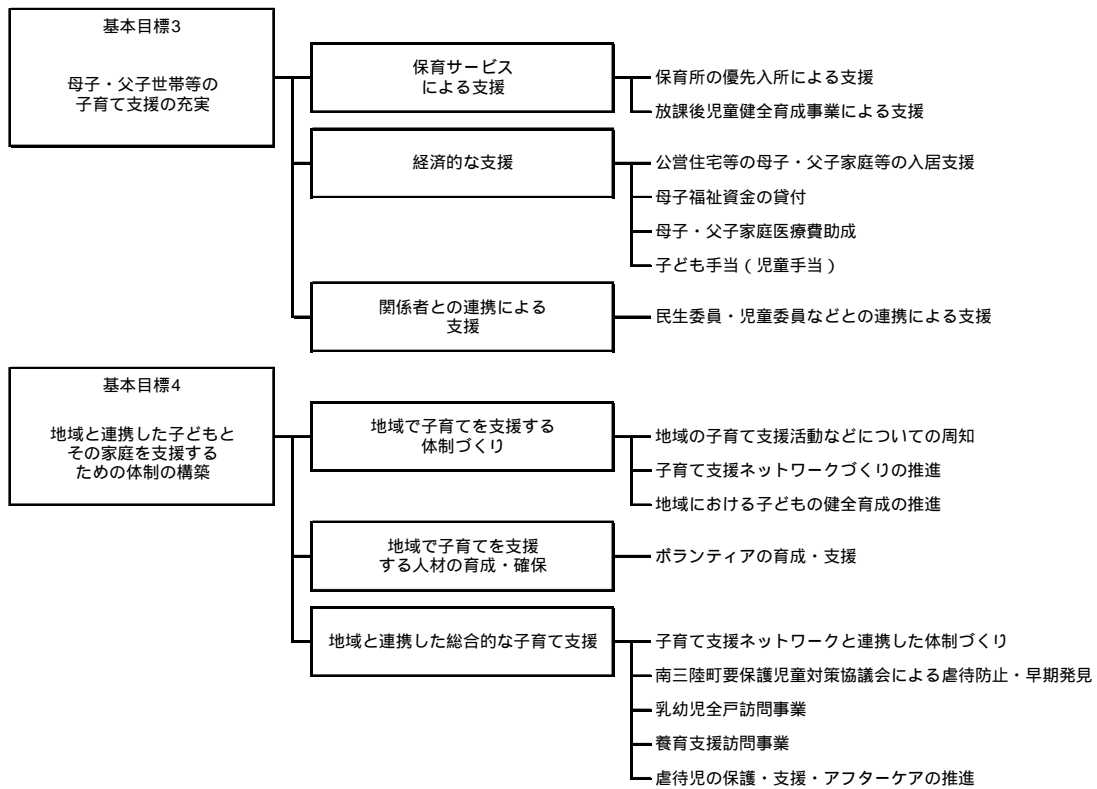 基本目標3
母子・父子世帯等の
子育て支援の充実
保育サービス
による支援
保育所の優先入所による支援
放課後児童健全育成事業による支援
経済的な支援
公営住宅等の母子・父子家庭等の入居支援
母子福祉資金の貸付
母子・父子家庭医療費助成
子ども手当(児童手当)
関係者との連携による
支援
民生委員・児童委員などとの連携による支援
基本目標4
地域と連携した子どもと
その家庭を支援する
ための体制の構築
地域で子育てを支援する
体制づくり
地域の子育て支援活動などについての周知
子育て支援ネットワークづくりの推進
地域における子どもの健全育成の推進
地域で子育てを支援
する人材の育成・確保
ボランティアの育成・支援
地域と連携した総合的な子育て支援
子育て支援ネットワークと連携した体制づくり
南三陸町要保護児童対策協議会による虐待防止・早期発見
乳幼児全戸訪問事業
養育支援訪問事業
虐待児の保護・支援・アフターケアの推進